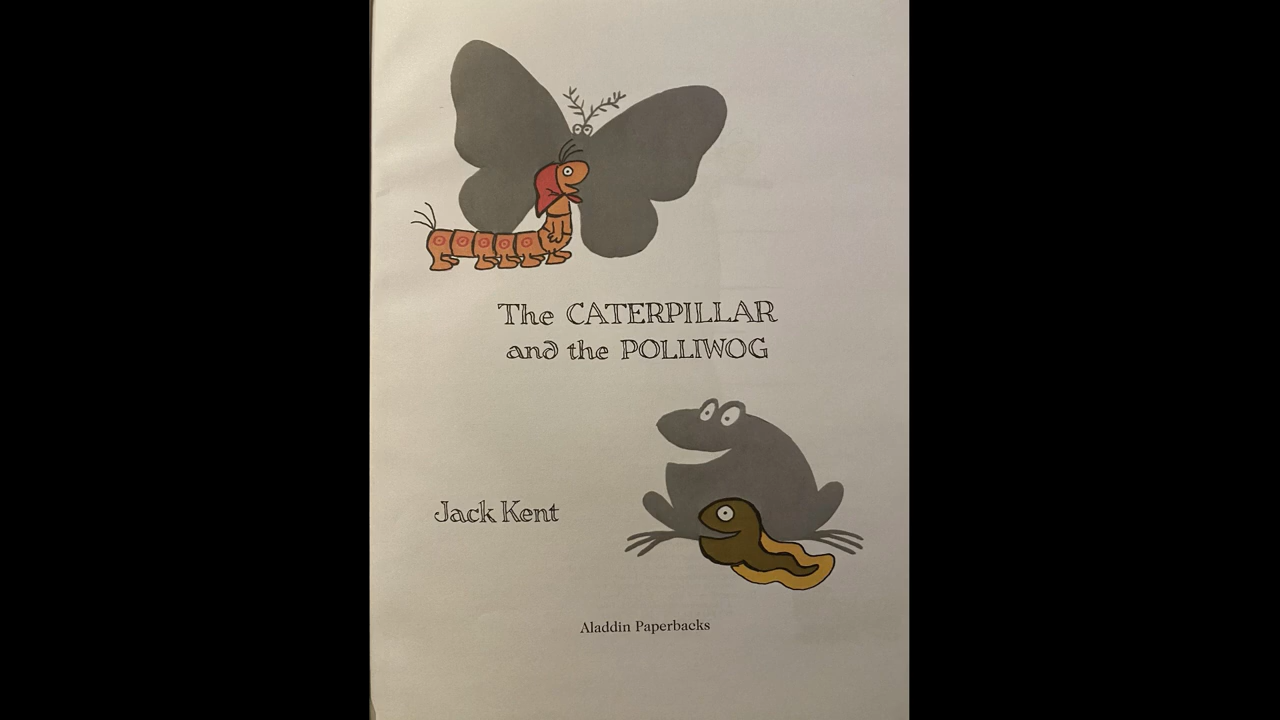 The CATERPILLAR
and the POLLIWOG
Jack Kent
Aladdin Paperbacks